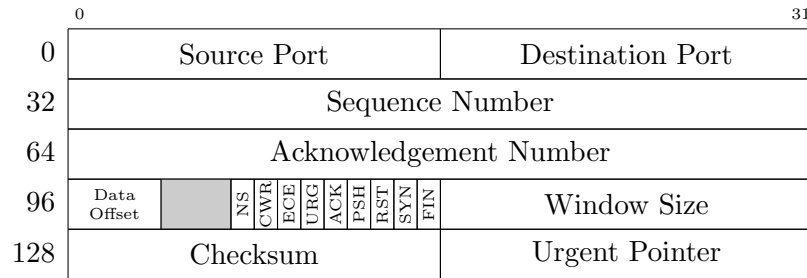 0 31
0 Source Port Destination Port
32 Sequence Number
64 Acknowledgement Number
96 Data Offset NS CWR ECE URG ACK PSH RST SYN FIN Window Size
128 Checksum Urgent Pointer